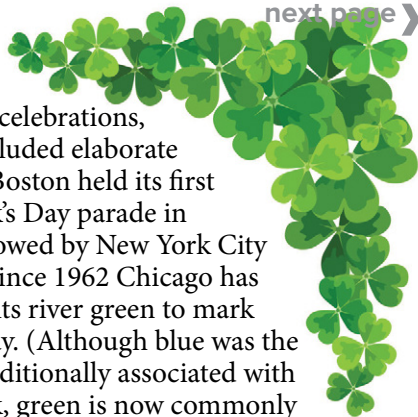 next page ❯
celebrations,
luded elaborate
Boston held its first
k’s Day parade in
owed by New York City
ince 1962 Chicago has
ts river green to mark
y. (Although blue was the
ditionally associated with
k, green is now commonly